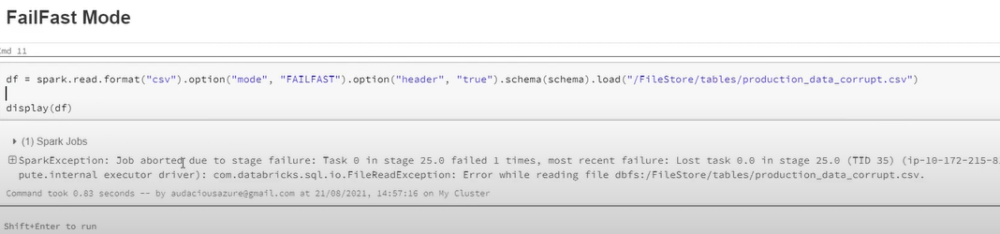 FailFast Mode
Cmd 11
df = spark.read.format("csv").option("mode", "FAILFAST").option("header", "true").schema(schema).load("/FileStore/tables/production_data_corrupt.csv")
display(df)
(1) Spark Jobs
SparkException: Job aborted due to stage failure: Task 0 in stage 25.0 failed 1 times, most recent failure: Lost task 0.0 in stage 25.0 (TID 35) (ip-10-172-215-8
pute.internal executor driver): com.databricks.sql.io.FileReadException: Error while reading file dbfs:/FileStore/tables/production_data_corrupt.csv.
Command took 0.83 seconds -- by audaciousazure@gmail.com at 21/08/2021, 14:57:16 on My Cluster
Shift+Enter to run